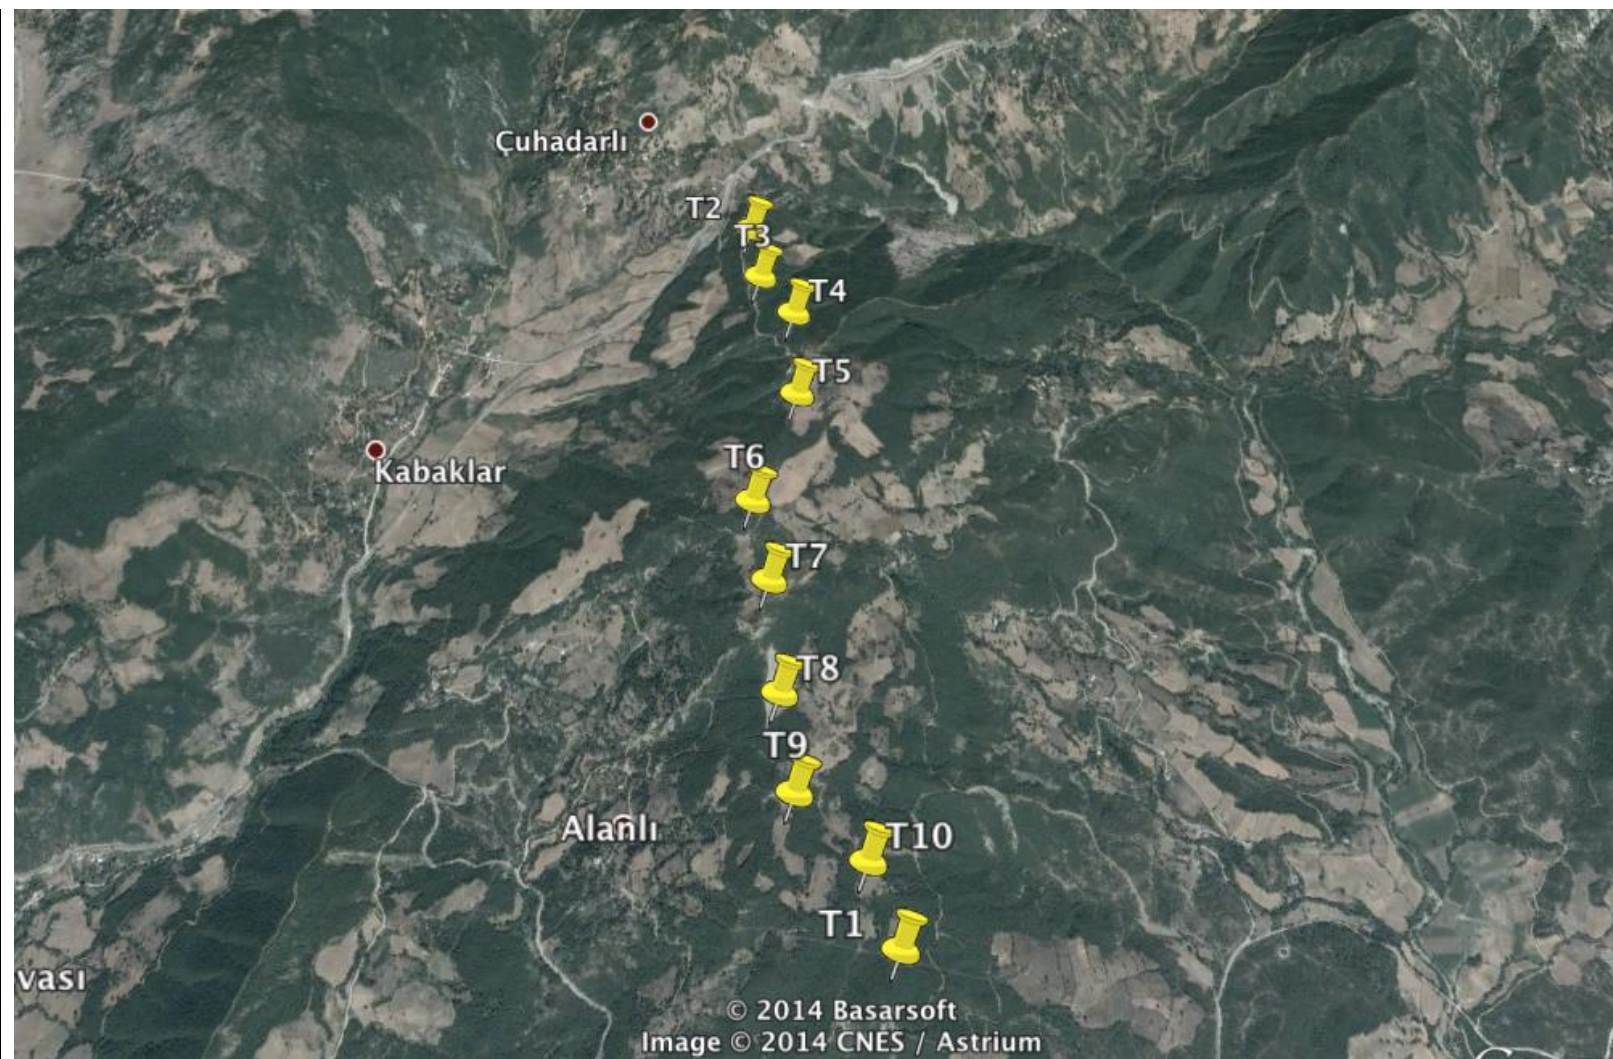 Çuhadarlı
T2
T3
T4
T5
T6
Kabaklar
T7
T8
T9
Alanlı
T10
T1
vası
© 2014 Basarsoft
Image © 2014 CNES / Astrium